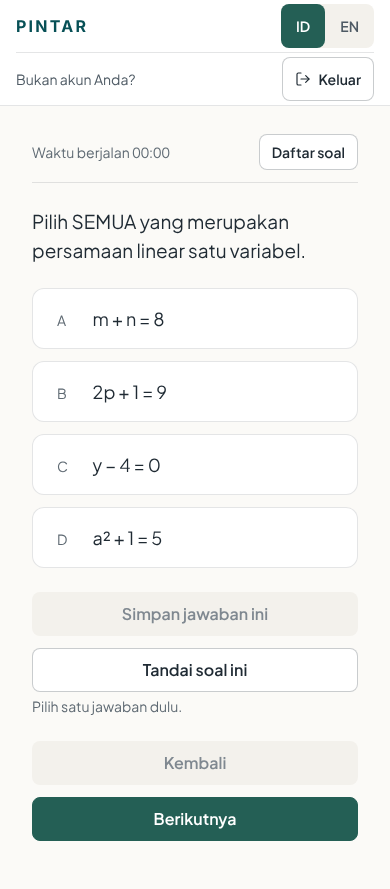 PINTAR
ID
EN
Bukan akun Anda?
Keluar
Waktu berjalan 00:00
Daftar soal
Pilih SEMUA yang merupakan
persamaan linear satu variabel.
A m + n = 8
B 2p + 1 = 9
C y − 4 = 0
D a² + 1 = 5
Simpan jawaban ini
Tandai soal ini
Pilih satu jawaban dulu.
Kembali
Berikutnya